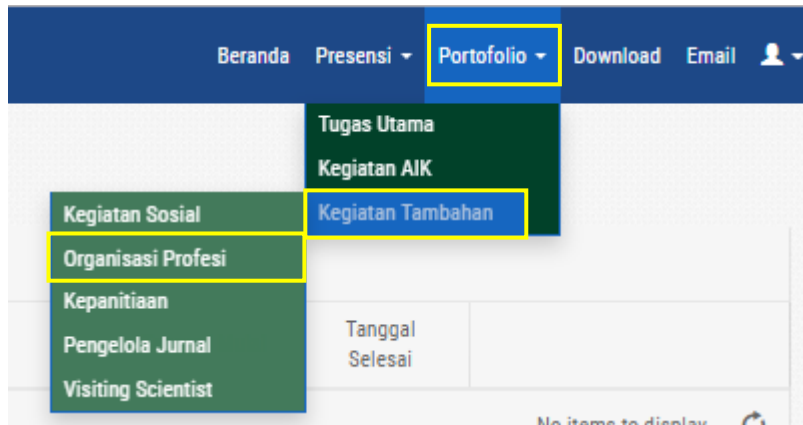 Beranda Presensi Portofolio Download Email
Tugas Utama
Kegiatan AIK
Kegiatan Tambahan
Kegiatan Sosial
Organisasi Profesi
Kepanitiaan
Pengelola Jurnal
Visiting Scientist
Tanggal
Selesai
No items to display